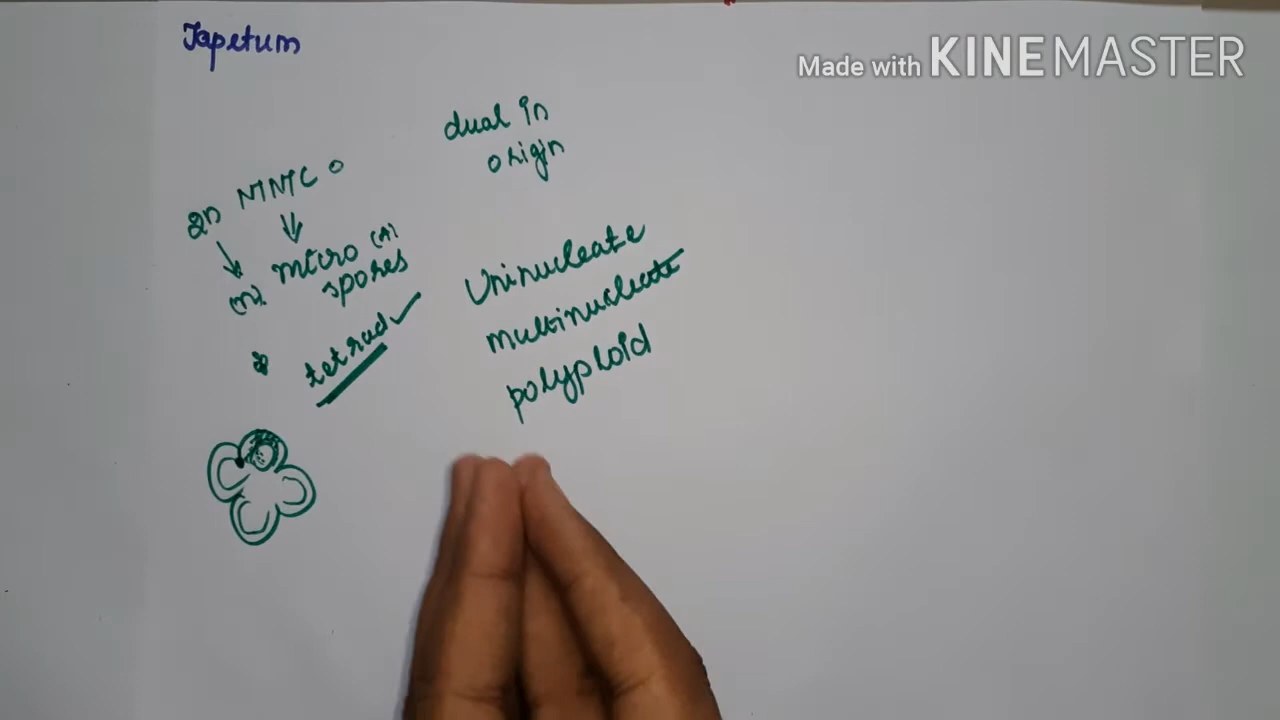 Tapetum
Made with KINEMASTER
dual in
origin
2n MMC
(n) micro
spores
tetrad
Uninucleate
multinucleate
polyploid